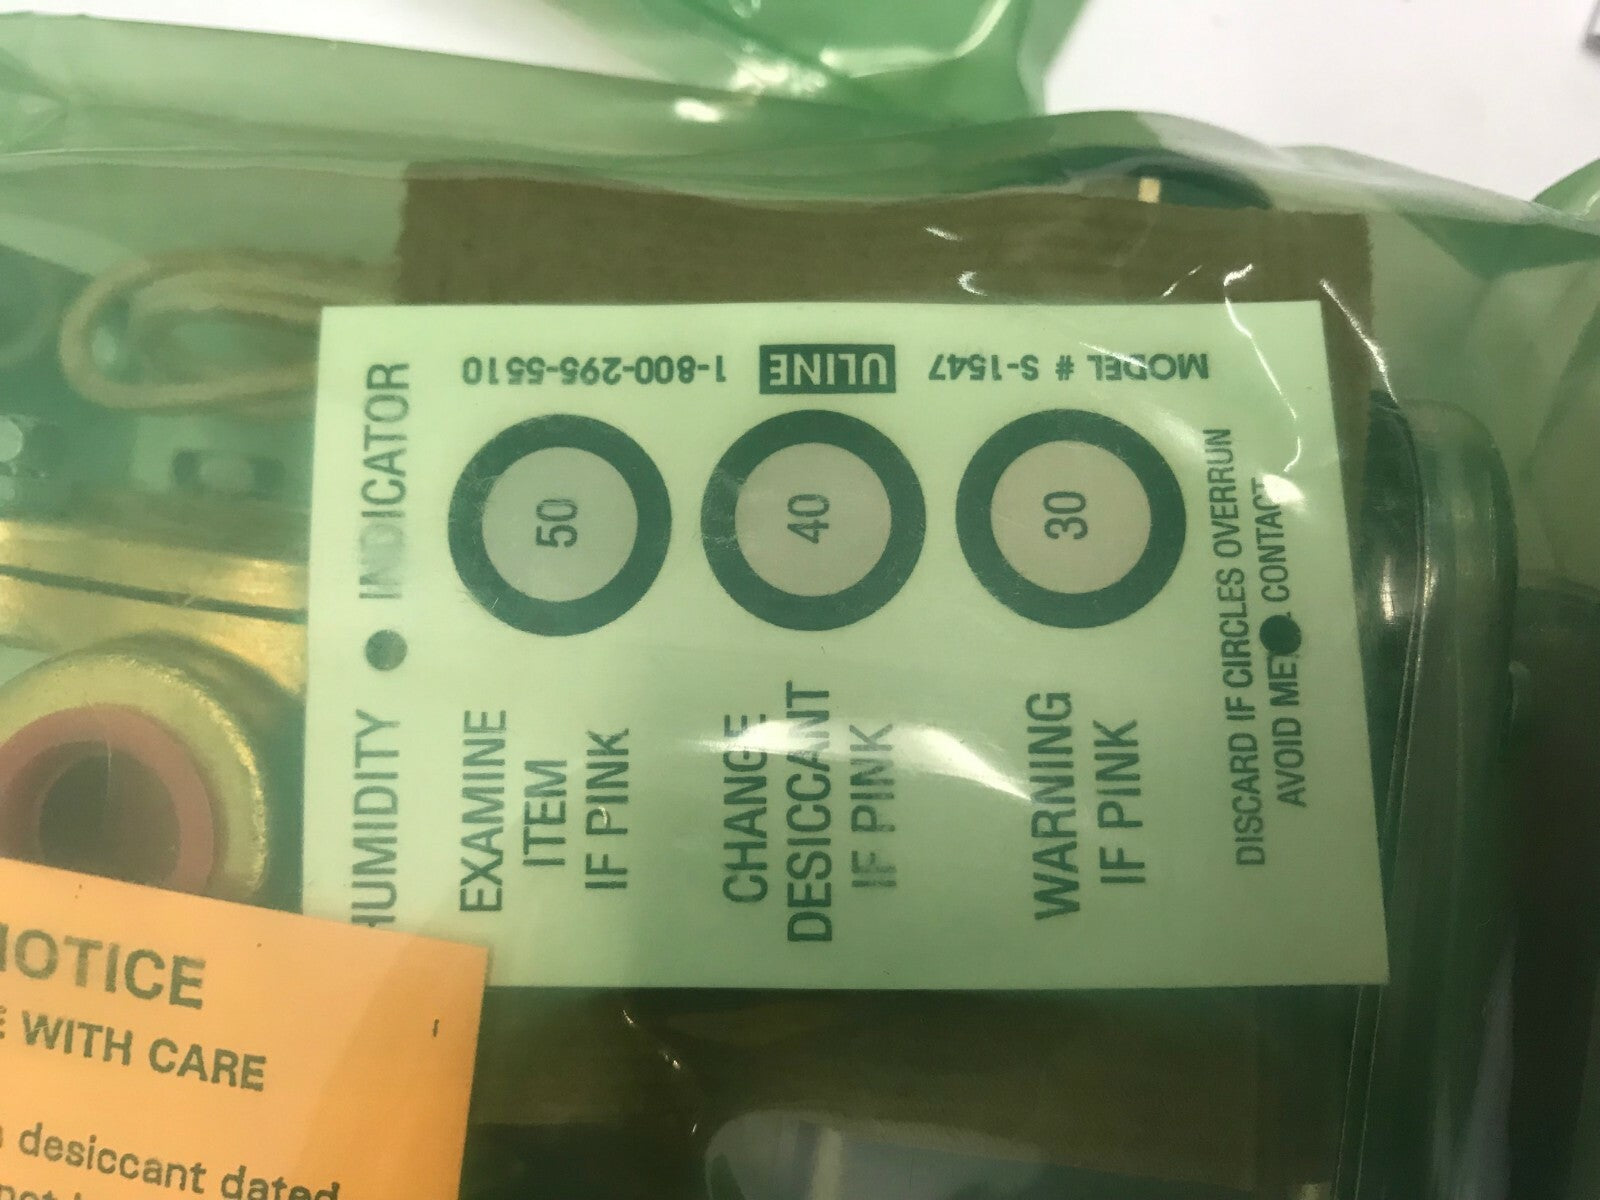 HUMIDITY INDICATOR
EXAMINE
ITEM
IF PINK
50
CHANGE
DESICCANT
IF PINK
40
WARNING
IF PINK
30
DISCARD IF CIRCLES OVERRUN
AVOID METAL CONTACT
MODEL # S-1547 ULINE 1-800-295-5510
NOTICE
WITH CARE
desiccant dated